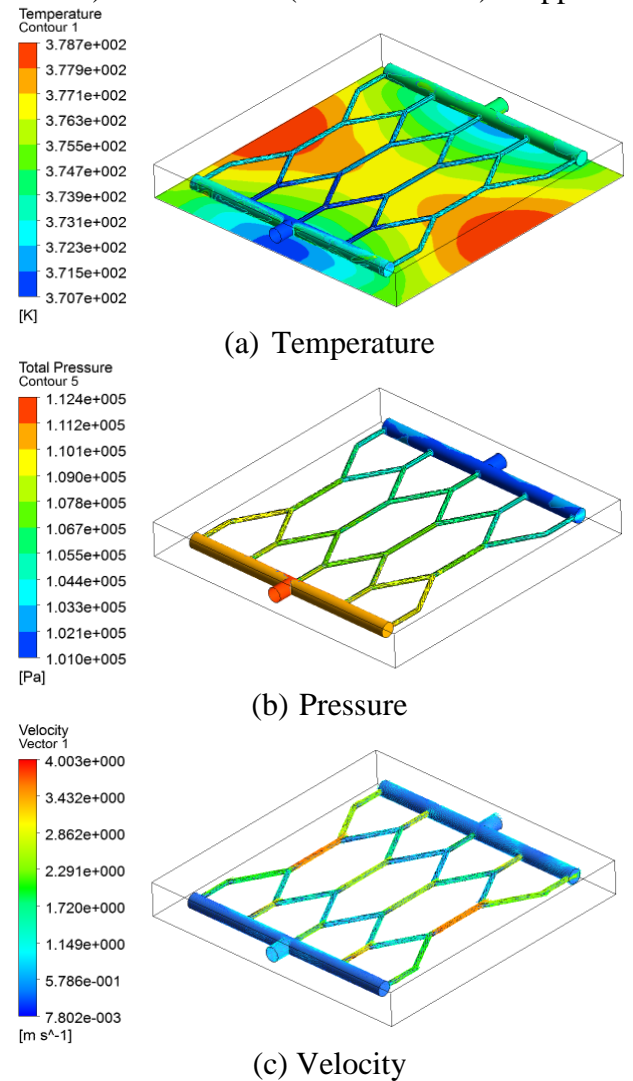 Temperature
Contour 1
3.787e+002
3.779e+002
3.771e+002
3.763e+002
3.755e+002
3.747e+002
3.739e+002
3.731e+002
3.723e+002
3.715e+002
3.707e+002
[K]
(a) Temperature
Total Pressure
Contour 5
1.124e+005
1.112e+005
1.101e+005
1.090e+005
1.078e+005
1.067e+005
1.055e+005
1.044e+005
1.033e+005
1.021e+005
1.010e+005
[Pa]
(b) Pressure
Velocity
Vector 1
4.003e+000
3.432e+000
2.862e+000
2.291e+000
1.720e+000
1.149e+000
5.786e-001
7.802e-003
[m s^-1]
(c) Velocity